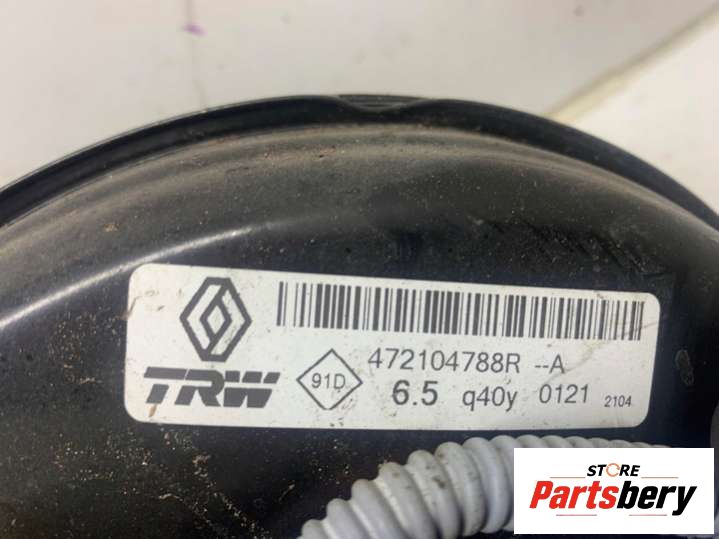 472104788R --A
TRW 91D 6.5 q40y 0121 2104
STORE
Partsbery